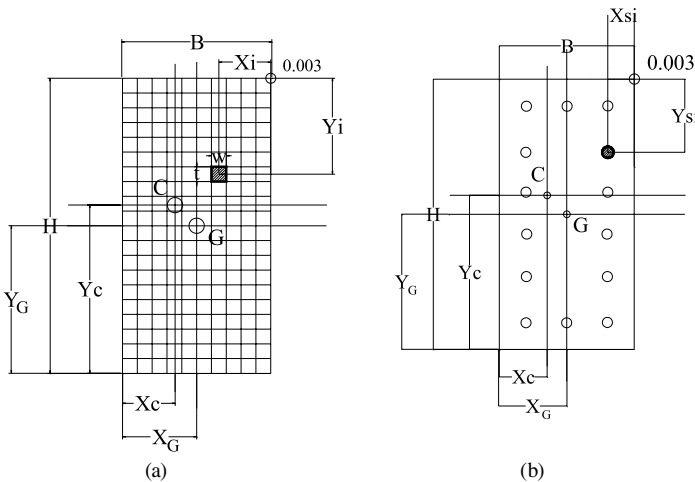 B
Xi
0.003
Yi
w
t
C
H
G
Yc
Y_G
Xc
X_G
(a)
Xsi
B
0.003
Ysi
C
H
G
Yc
Y_G
Xc
X_G
(b)